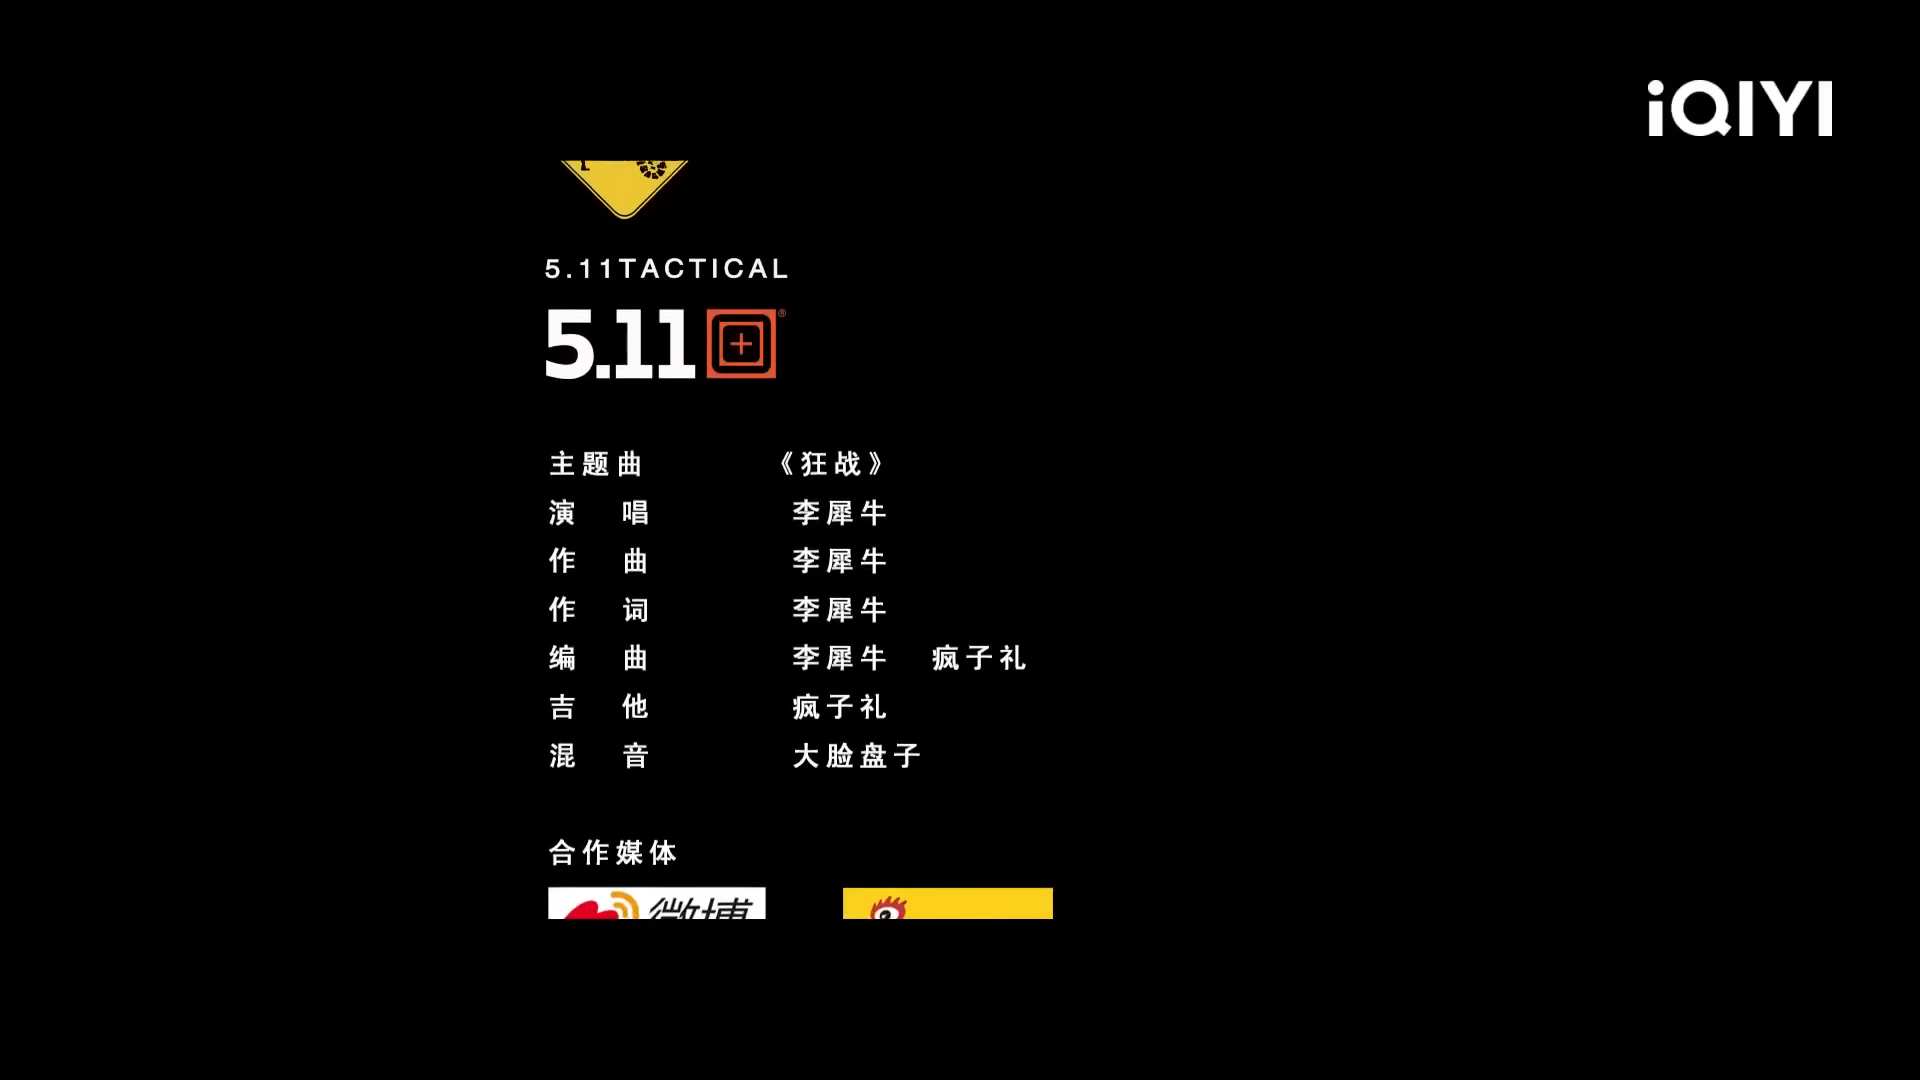 iQIYI
5.11TACTICAL
5.11 ®
主题曲 《狂战》
演唱 李犀牛
作曲 李犀牛
作词 李犀牛
编曲 李犀牛 疯子礼
吉他 疯子礼
混音 大脸盘子
合作媒体
微博